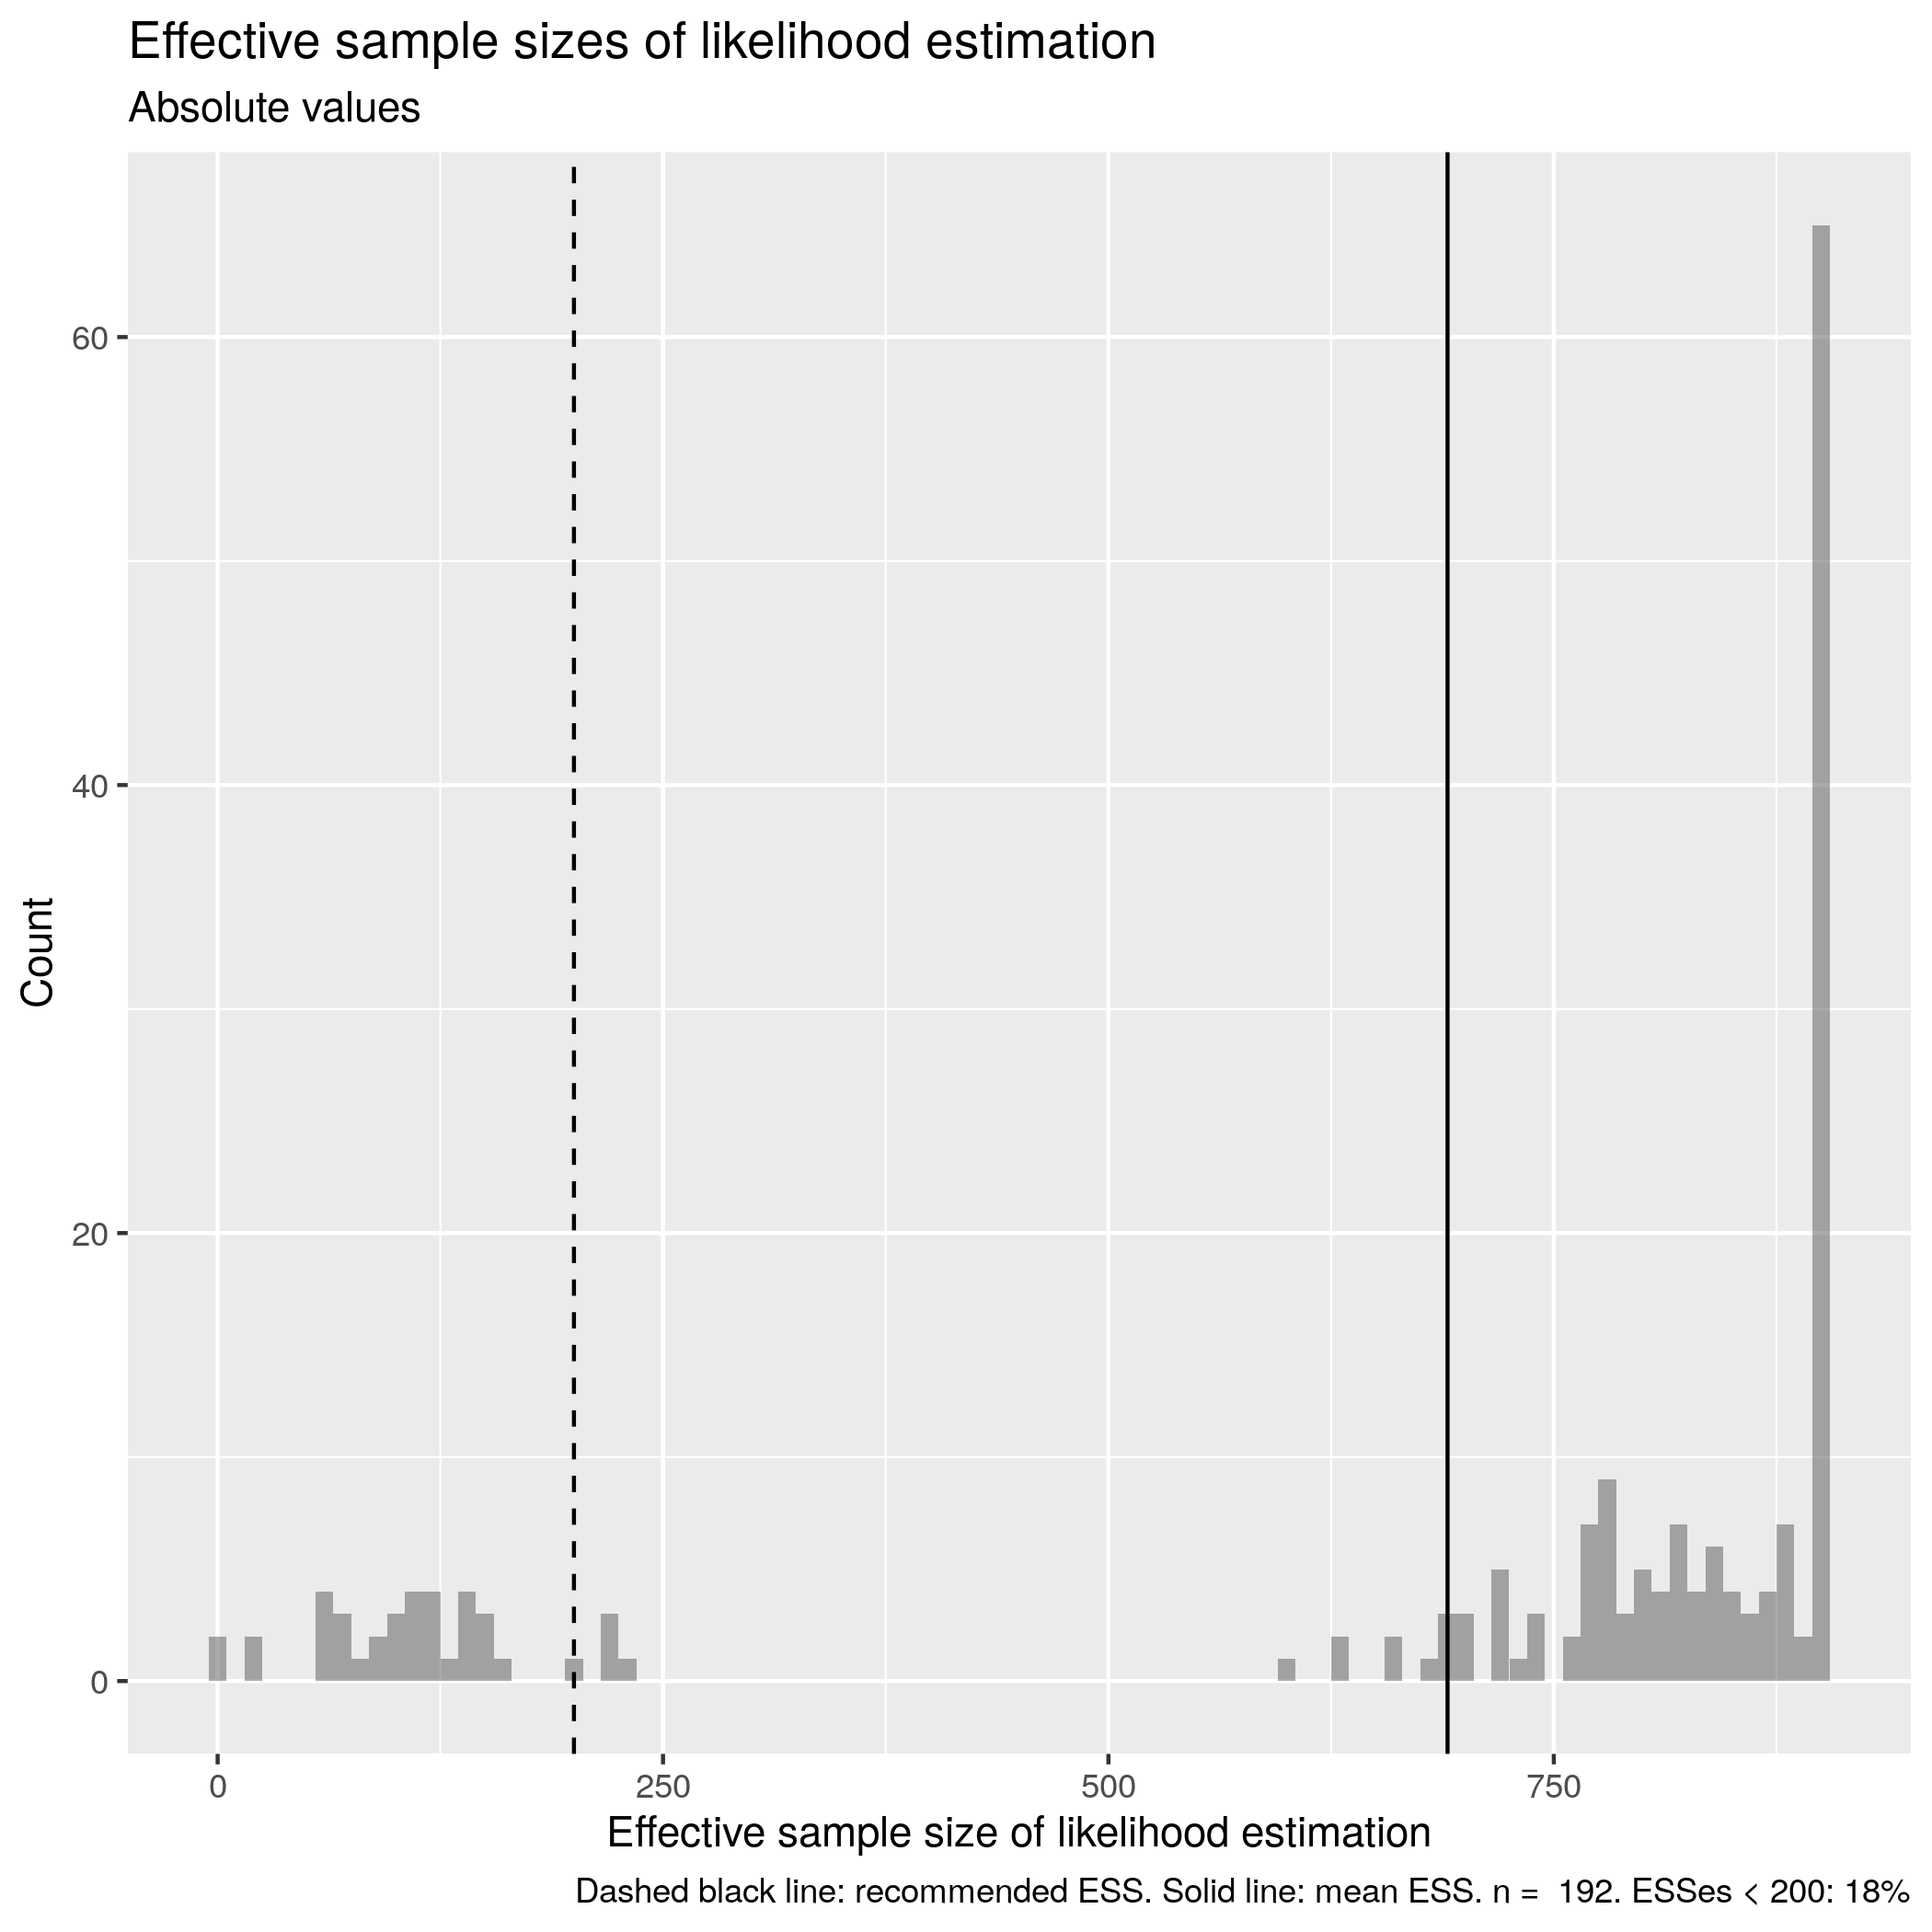 Effective sample sizes of likelihood estimation
Absolute values
60
40
20
0
Count
0 250 500 750
Effective sample size of likelihood estimation
Dashed black line: recommended ESS. Solid line: mean ESS. n =  192. ESSes < 200: 18%